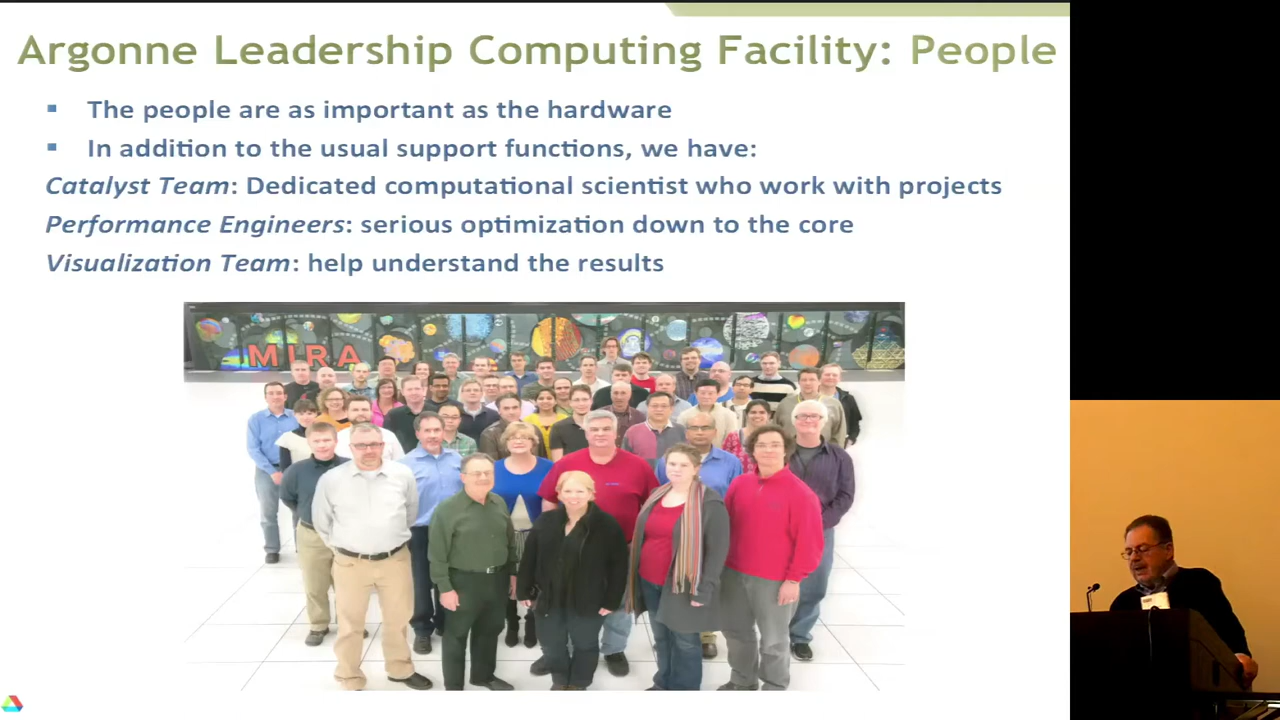 Argonne Leadership Computing Facility: People
▪ The people are as important as the hardware
▪ In addition to the usual support functions, we have:
Catalyst Team: Dedicated computational scientist who work with projects
Performance Engineers: serious optimization down to the core
Visualization Team: help understand the results
MIRA